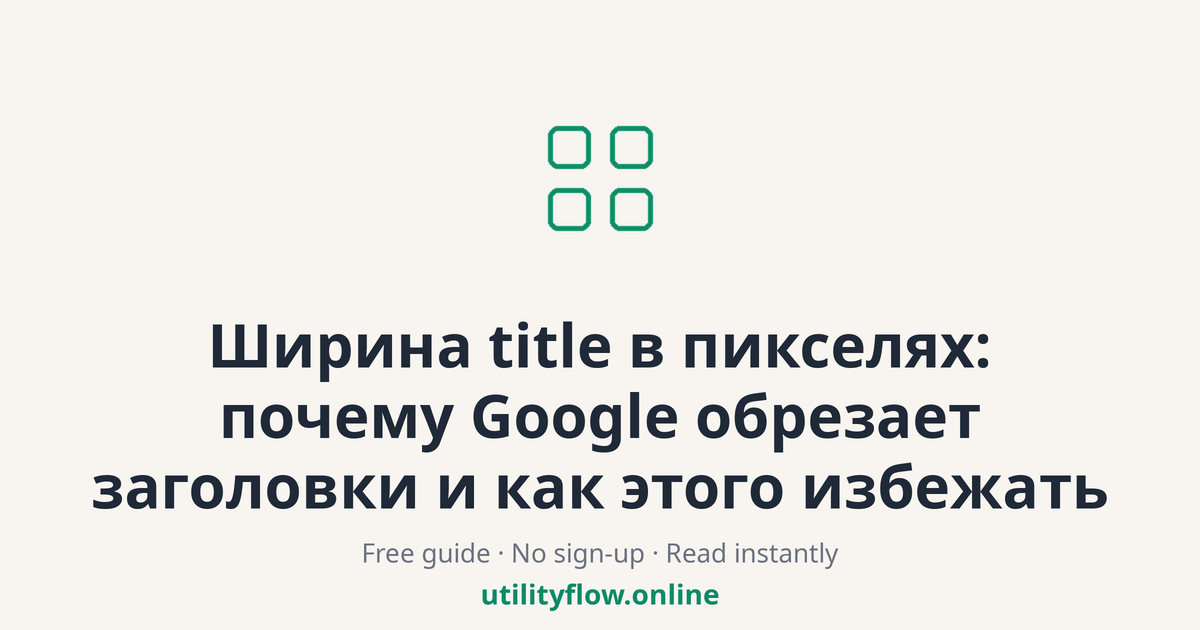 Ширина title в пикселях:
почему Google обрезает
заголовки и как этого избежать
Free guide · No sign-up · Read instantly
utilityflow.online